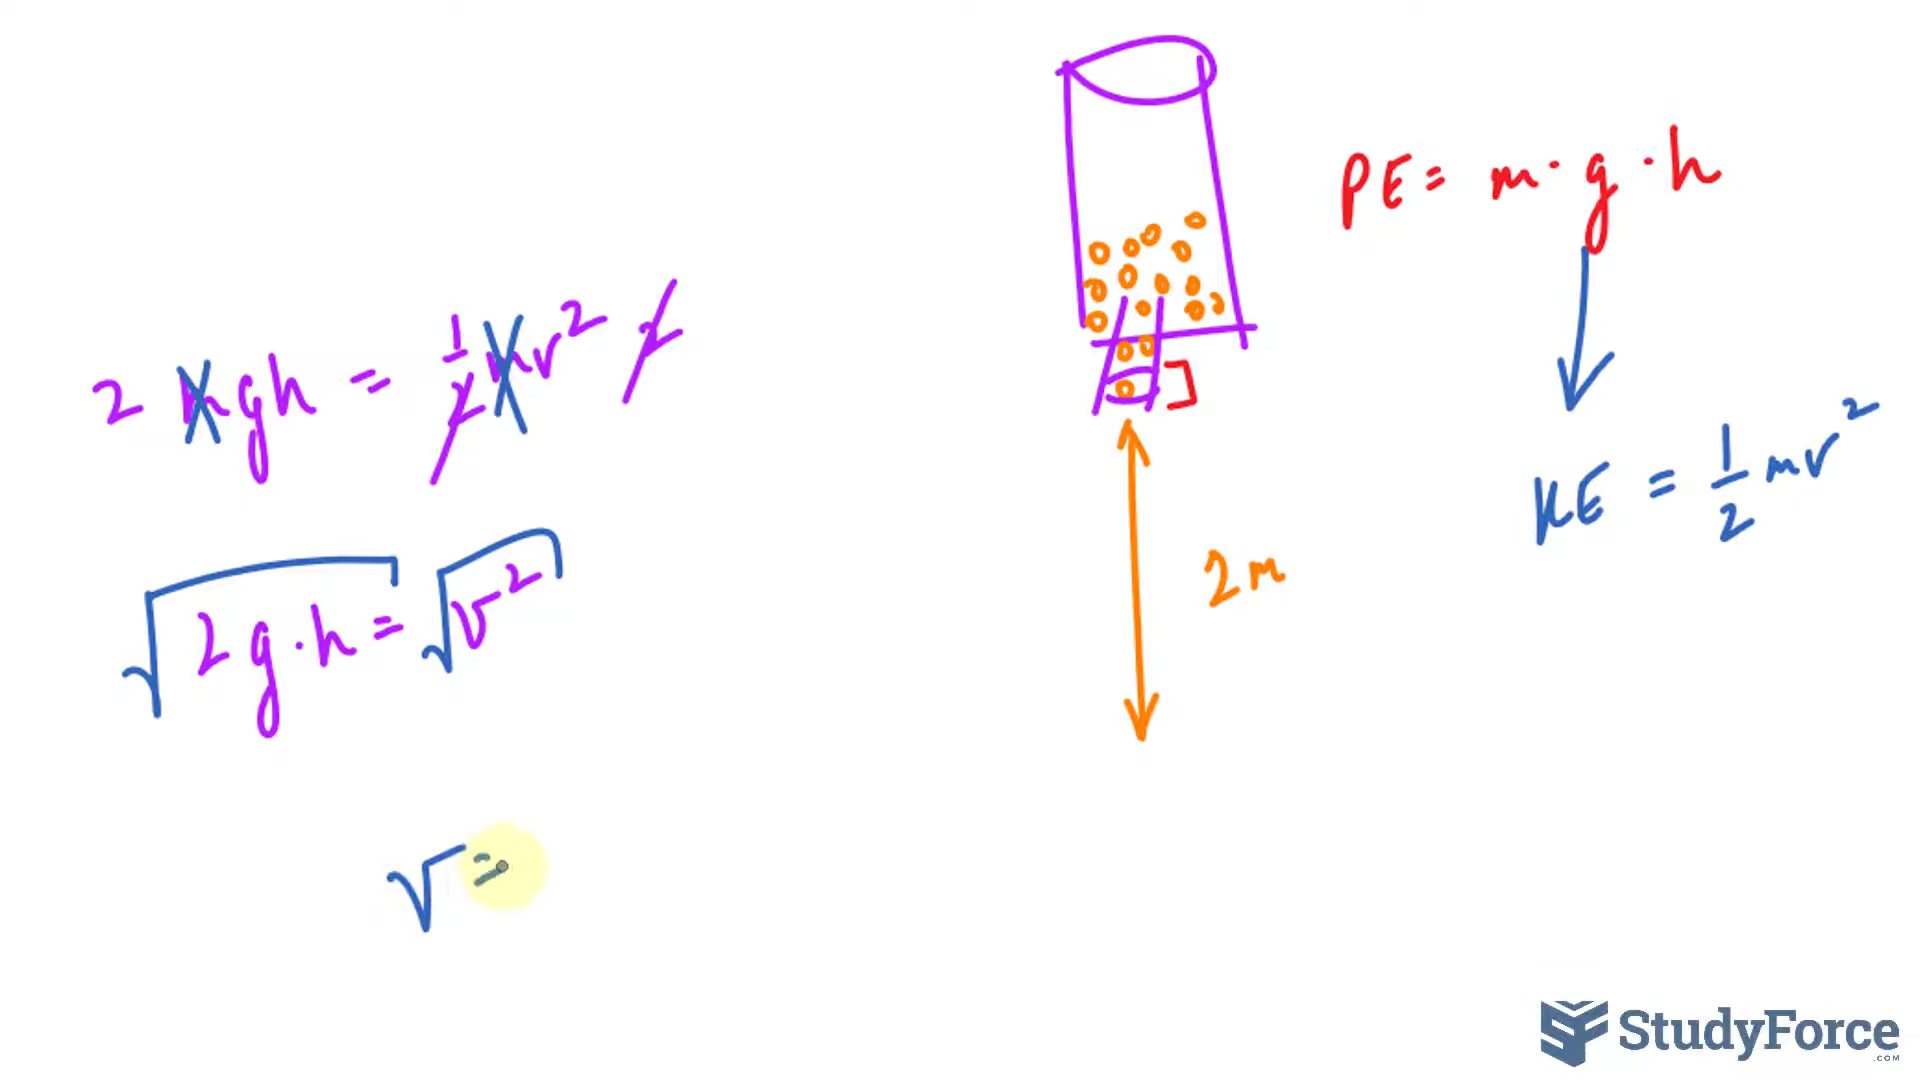 PE = m · g · h
2 mgh = 1/2 mv² 2
KE = 1/2 mv²
√2g · h = √v²
2m
v =
StudyForce
.COM